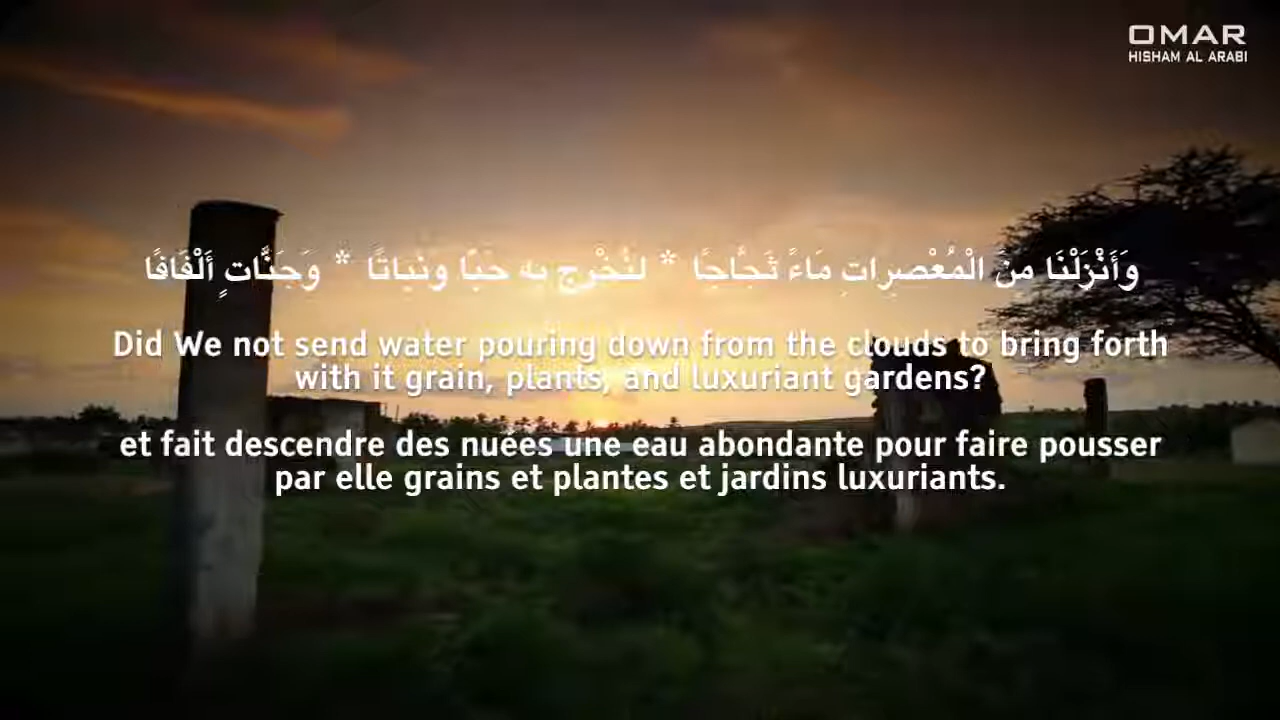 OMAR
HISHAM AL ARABI
وَأَنْزَلْنَا مِنَ الْمُعْصِرَاتِ مَاءً ثَجَّاجًا * لِنُخْرِجَ بِهِ حَبًّا وَنَبَاتًا * وَجَنَّاتٍ أَلْفَافًا
Did We not send water pouring down from the clouds to bring forth
with it grain, plants, and luxuriant gardens?
et fait descendre des nuées une eau abondante pour faire pousser
par elle grains et plantes et jardins luxuriants.